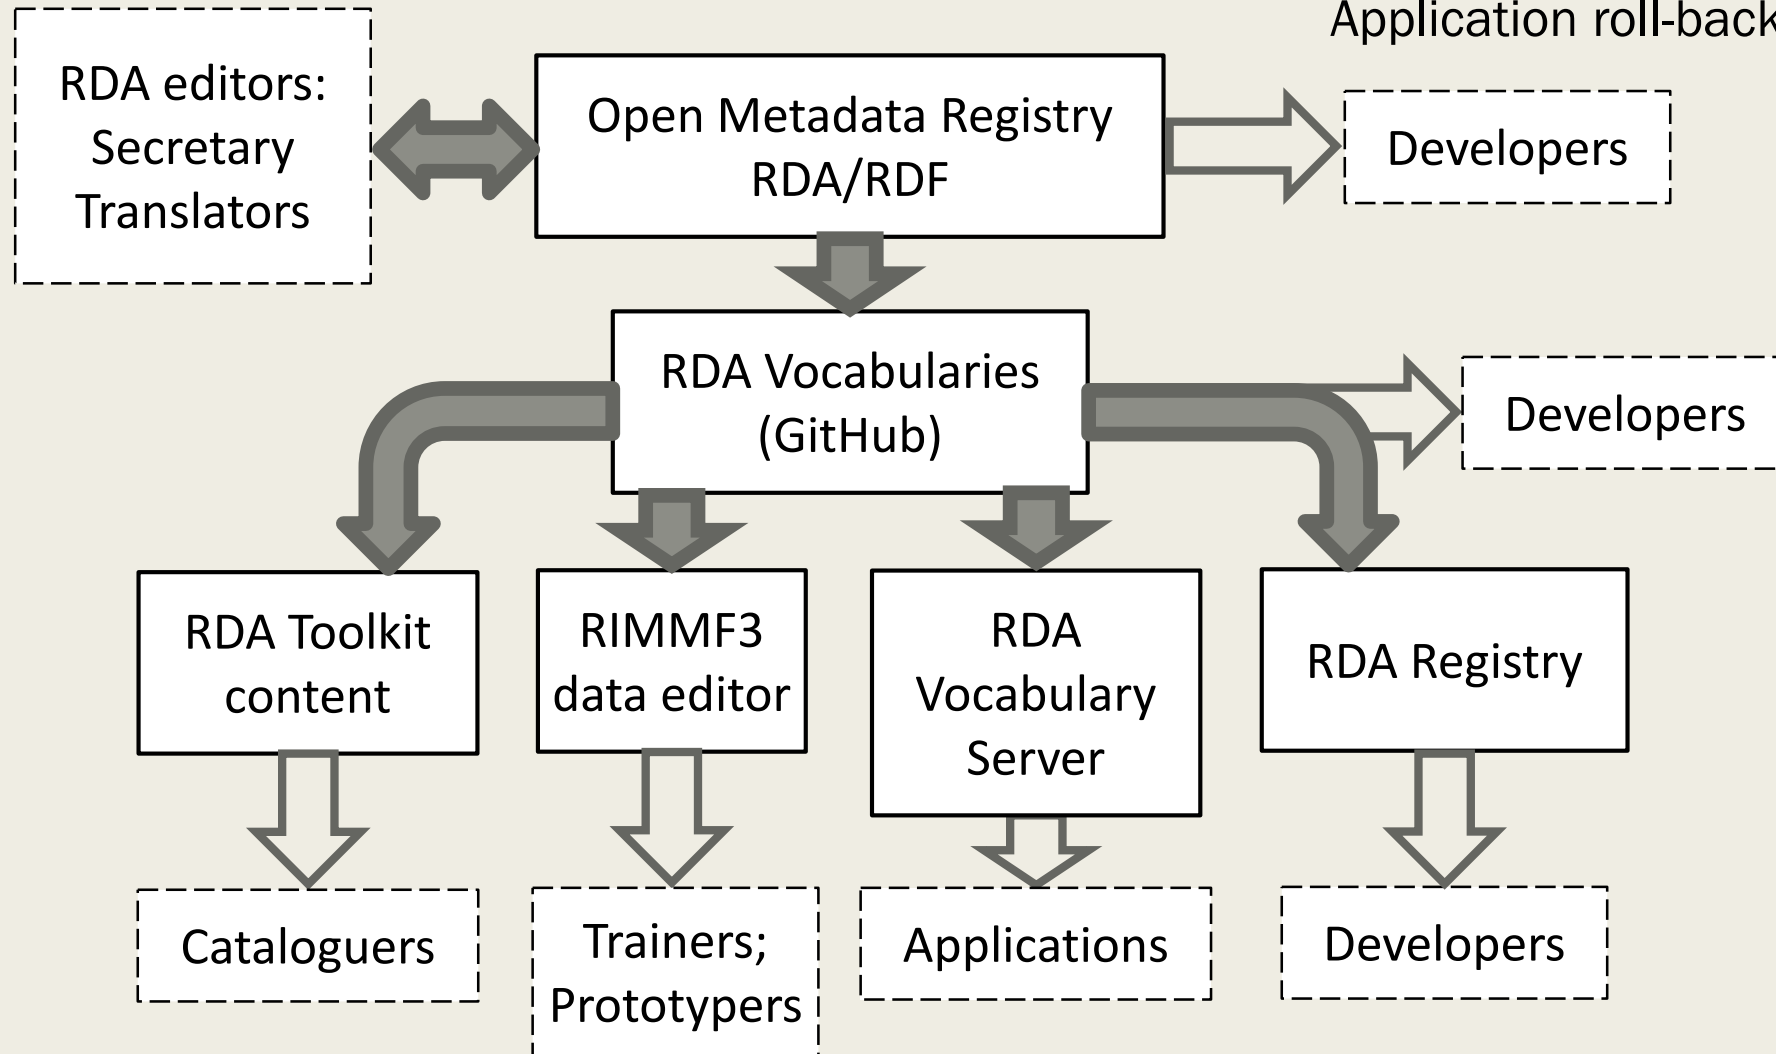 Application roll-back
RDA editors:
Secretary
Translators
Open Metadata Registry
RDA/RDF
Developers
RDA Vocabularies
(GitHub)
Developers
RDA Toolkit
content
RIMMF3
data editor
RDA
Vocabulary
Server
RDA Registry
Cataloguers
Trainers;
Prototypers
Applications
Developers